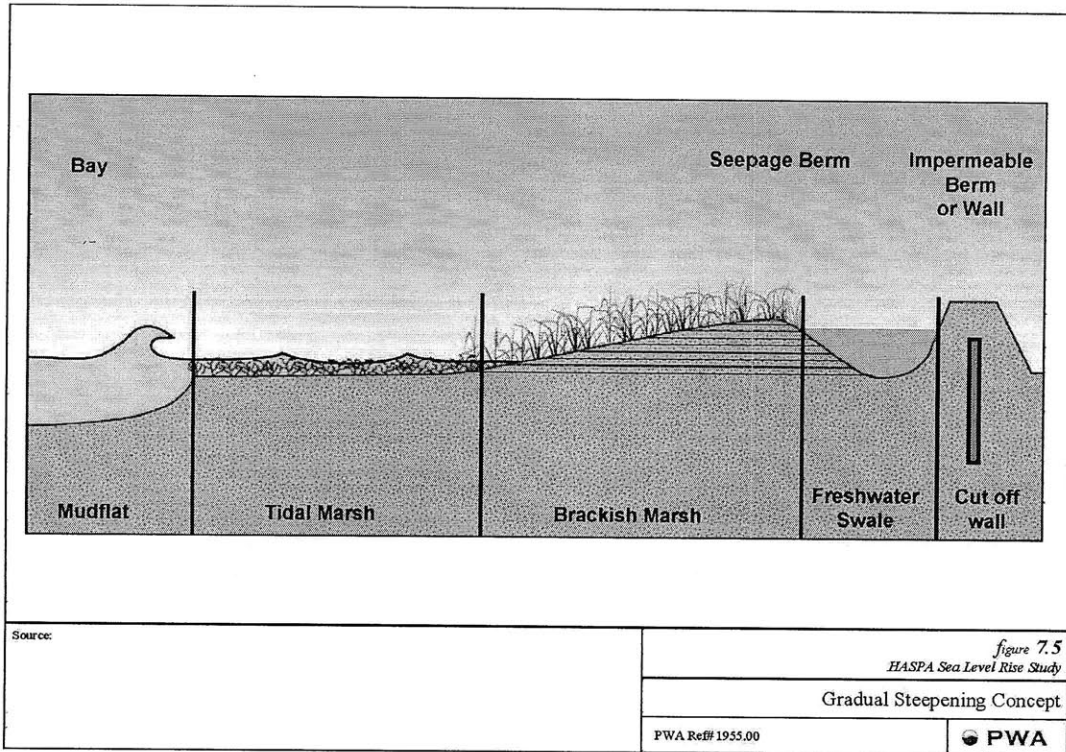 Bay
Seepage Berm
Impermeable
Berm
or Wall
Mudflat
Tidal Marsh
Brackish Marsh
Freshwater
Swale
Cut off
wall
Source:
figure 7.5
HASPA Sea Level Rise Study
Gradual Steepening Concept
PWA Ref# 1955.00
PWA